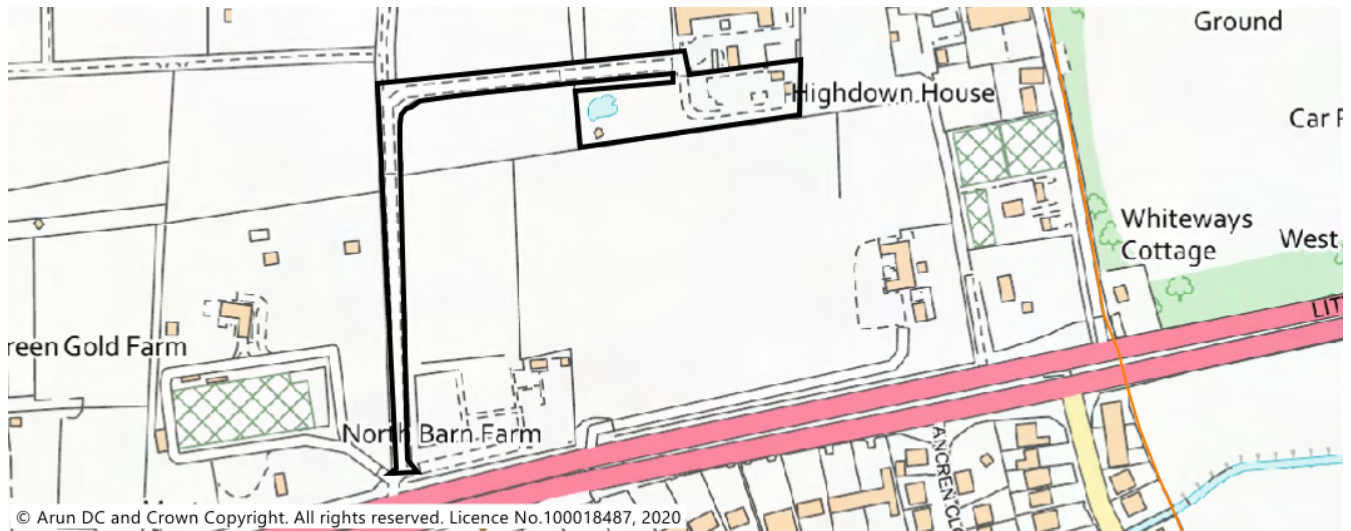 Ground
Highdown House
Car
Whiteways
Cottage
West
LIT
reen Gold Farm
North Barn Farm
ANCREN CLO
© Arun DC and Crown Copyright. All rights reserved. Licence No.100018487, 2020